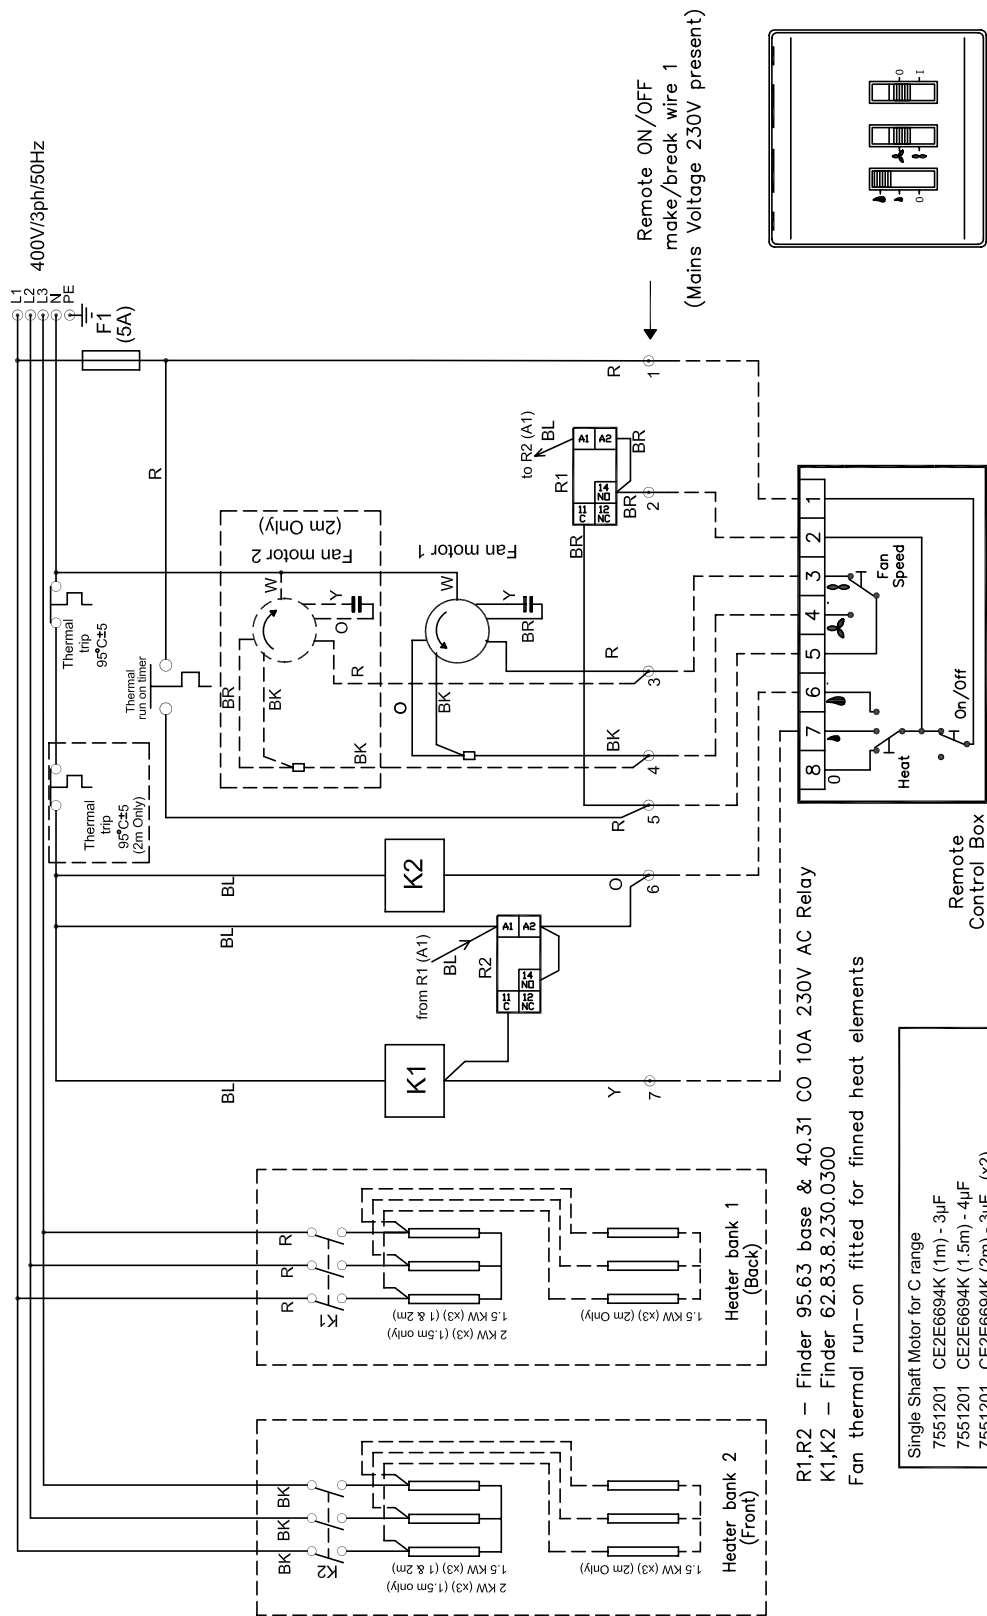 L1
L2
L3
N
PE
400V/3ph/50Hz
F1
(5A)
Thermal
trip
95°C±5
(2m Only)
Thermal
trip
95°C±5
Thermal
run on timer
R
Fan motor 2
(2m Only)
W
Y
O
BR
BK
R
BK
Fan motor 1
W
Y
BR
O
BK
R
BK
to R2 (A1)
BL
R1
A1
A2
14
NO
11
C
12
NC
BR
BR
BR
R
Remote ON/OFF
make/break wire 1
(Mains Voltage 230V present)
1
2
3
4
5
6
7
R
O
Y
BL
K2
BL
from R1 (A1)
BL
R2
A1
A2
14
NO
11
C
12
NC
BL
K1
R
R
R
K1
2 KW (x3) (1.5m only)
1.5 KW (x3) (1 & 2m)
1.5 KW (x3) (2m Only)
Heater bank 1
(Back)
BK
BK
BK
K2
2 KW (x3) (1.5m only)
1.5 KW (x3) (1 & 2m)
1.5 KW (x3) (2m Only)
Heater bank 2
(Front)
8
7
6
5
4
3
2
1
0
Heat
On/Off
Fan
Speed
Remote
Control Box
0
0
I
R1,R2 – Finder 95.63 base & 40.31 CO 10A 230V AC Relay
K1,K2 – Finder 62.83.8.230.0300
Fan thermal run–on fitted for finned heat elements
Single Shaft Motor for C range
7551201 CE2E6694K (1m) - 3µF
7551201 CE2E6694K (1.5m) - 4µF
7551201 CE2E6694K (2m) - 3µF (x2)